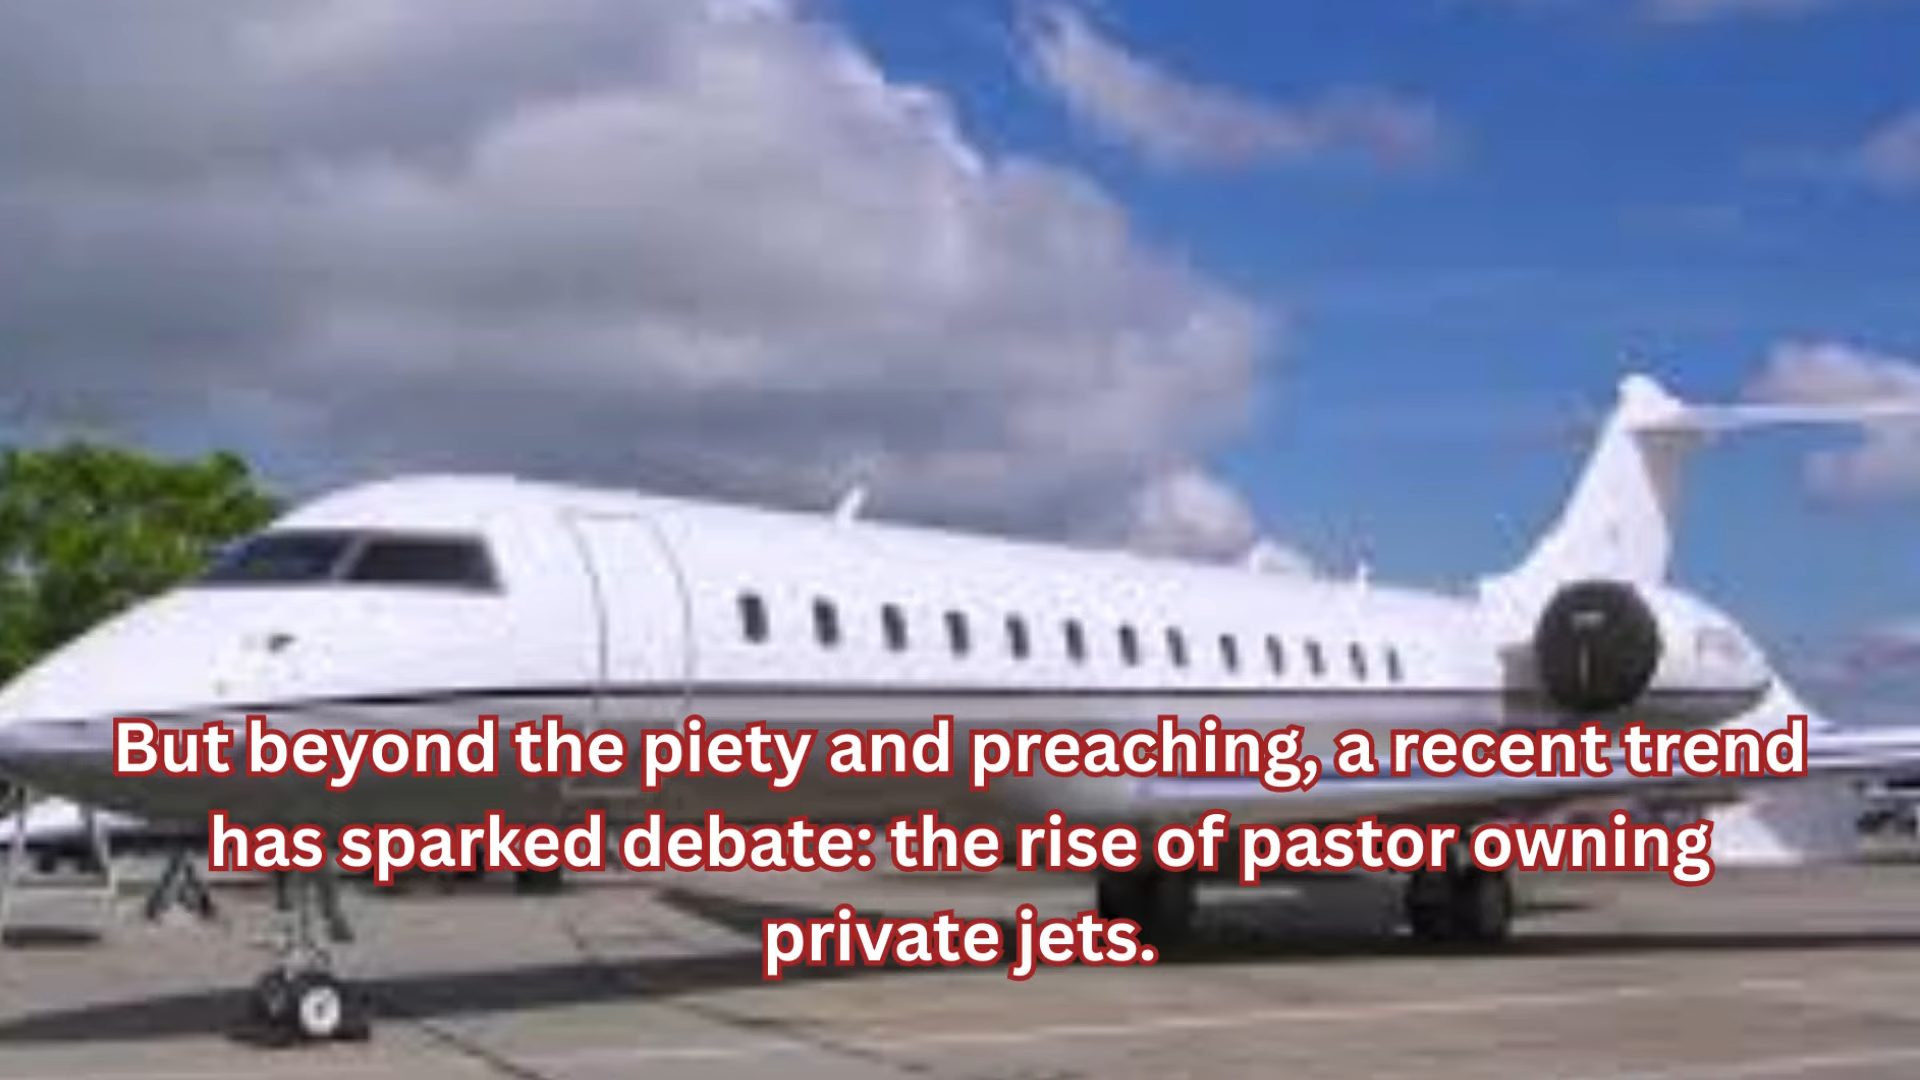 But beyond the piety and preaching, a recent trend
has sparked debate: the rise of pastor owning
private jets.